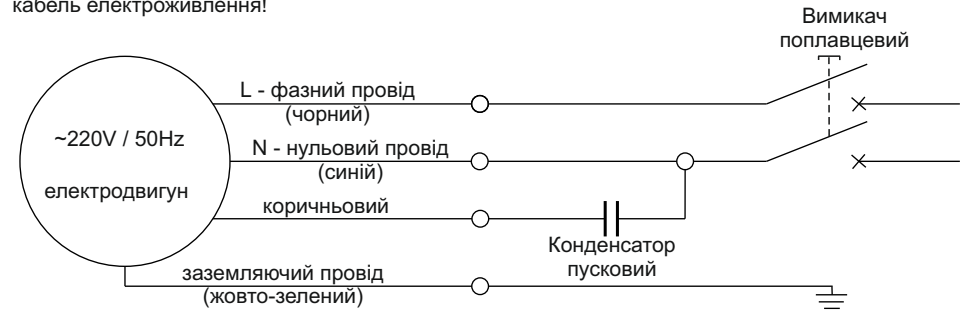 кабель електроживлення!
Вимикач
поплавцевий
L - фазний провід
(чорний)
~220V / 50Hz
N - нульовий провід
(синій)
електродвигун
коричньовий
Конденсатор
пусковий
заземляючий провід
(жовто-зелений)